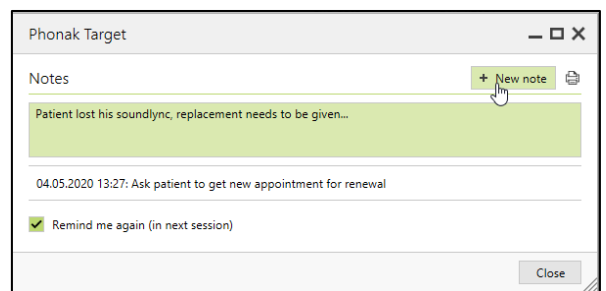 Phonak Target
Notes
+ New note
Patient lost his soundlync, replacement needs to be given...
04.05.2020 13:27: Ask patient to get new appointment for renewal
Remind me again (in next session)
Close